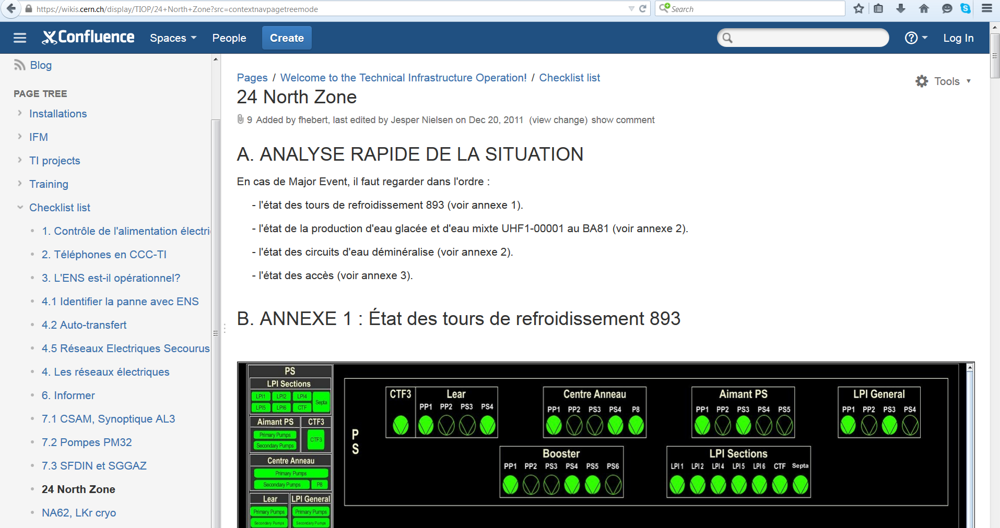 https://wikis.cern.ch/display/TIOP/24+North+Zone?src=contextnavpagetreemode
Search
Confluence Spaces People Create ? Log In
Blog
PAGE TREE
Installations
IFM
TI projects
Training
Checklist list
1. Contrôle de l'alimentation électri
2. Téléphones en CCC-TI
3. L'ENS est-il opérationnel?
4.1 Identifier la panne avec ENS
4.2 Auto-transfert
4.5 Réseaux Electriques Secourus
4. Les réseaux électriques
6. Informer
7.1 CSAM, Synoptique AL3
7.2 Pompes PM32
7.3 SFDIN et SGGAZ
24 North Zone
NA62, LKr cryo
Pages / Welcome to the Technical Infrastructure Operation! / Checklist list
Tools
24 North Zone
9 Added by fhebert, last edited by Jesper Nielsen on Dec 20, 2011 (view change) show comment
A. ANALYSE RAPIDE DE LA SITUATION
En cas de Major Event, il faut regarder dans l'ordre :
- l'état des tours de refroidissement 893 (voir annexe 1).
- l'état de la production d'eau glacée et d'eau mixte UHF1-00001 au BA81 (voir annexe 2).
- l'état des circuits d'eau déminéralise (voir annexe 2).
- l'état des accès (voir annexe 3).
B. ANNEXE 1 : État des tours de refroidissement 893
PS
LPI Sections
LPI1 LPI2 LPI4 Septa
LPI5 LPI6 CTF
Aimant PS CTF3
Primary Pumps
Secondary Pumps
CTF3
Centre Anneau
Primary Pumps
Secondary Pumps P8
Lear LPI General
Primary Pumps Primary Pumps
Secondary Pumps Secondary Pumps
PS
CTF3 Lear
PP1 PP2 PS3 PS4
Centre Anneau
PP1 PP2 PS3 PS4 P8
Aimant PS
PP1 PP2 PS3 PS4 PS5
LPI General
PP1 PP2 PS3 PS4
Booster
PP1 PP2 PS3 PS4 PS5 PS6
LPI Sections
LPI1 LPI2 LPI4 LPI5 LPI6 CTF Septa